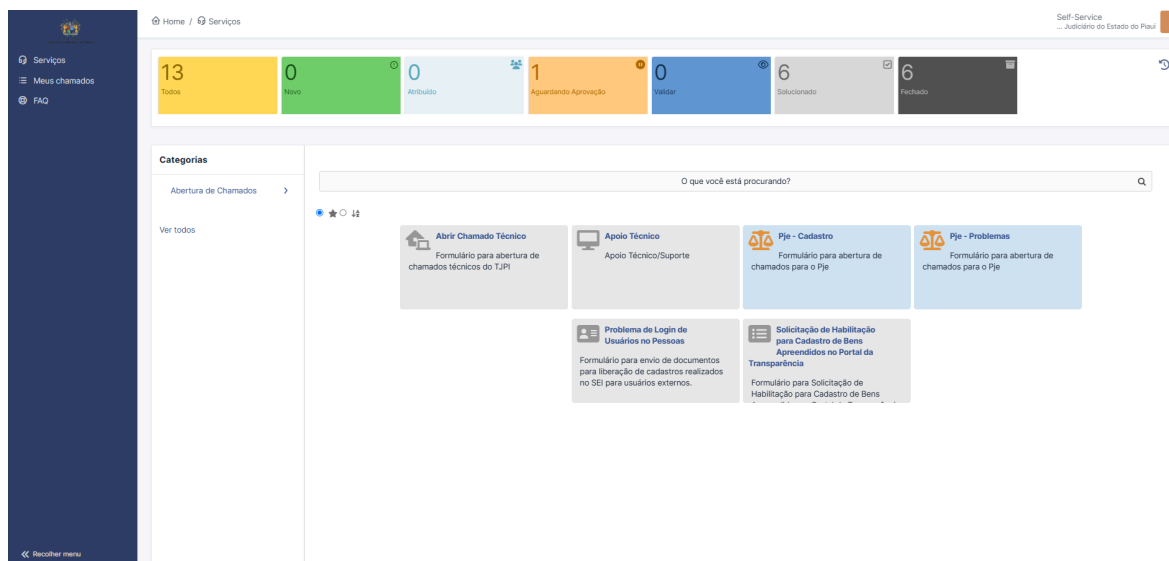 Home / Serviços
Self-Service
... Judiciário do Estado do Piauí
Serviços
Meus chamados
FAQ
13
Todos
0
Novo
0
Atribuído
1
Aguardando Aprovação
0
Validar
6
Solucionado
6
Fechado
Categorias
Abertura de Chamados
Ver todos
O que você está procurando?
Abrir Chamado Técnico
Formulário para abertura de
chamados técnicos do TJPI
Apoio Técnico
Apoio Técnico/Suporte
Pje - Cadastro
Formulário para abertura de
chamados para o Pje
Pje - Problemas
Formulário para abertura de
chamados para o Pje
Problema de Login de
Usuários no Pessoas
Formulário para envio de documentos
para liberação de cadastros realizados
no SEI para usuários externos.
Solicitação de Habilitação
para Cadastro de Bens
Apreendidos no Portal da
Transparência
Formulário para Solicitação de
Habilitação para Cadastro de Bens
Recolher menu